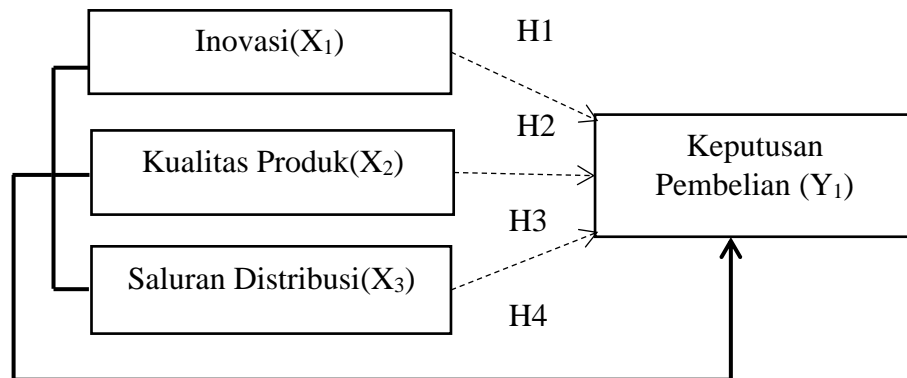 Inovasi(X₁)
H1
H2
Kualitas Produk(X₂)
Keputusan
Pembelian (Y₁)
H3
Saluran Distribusi(X₃)
H4